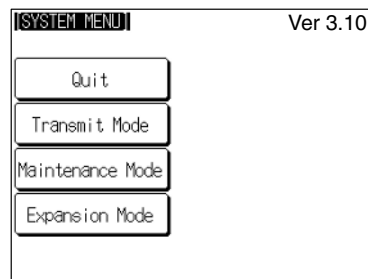 [SYSTEM MENU]
Ver 3.10
Quit
Transmit Mode
Maintenance Mode
Expansion Mode